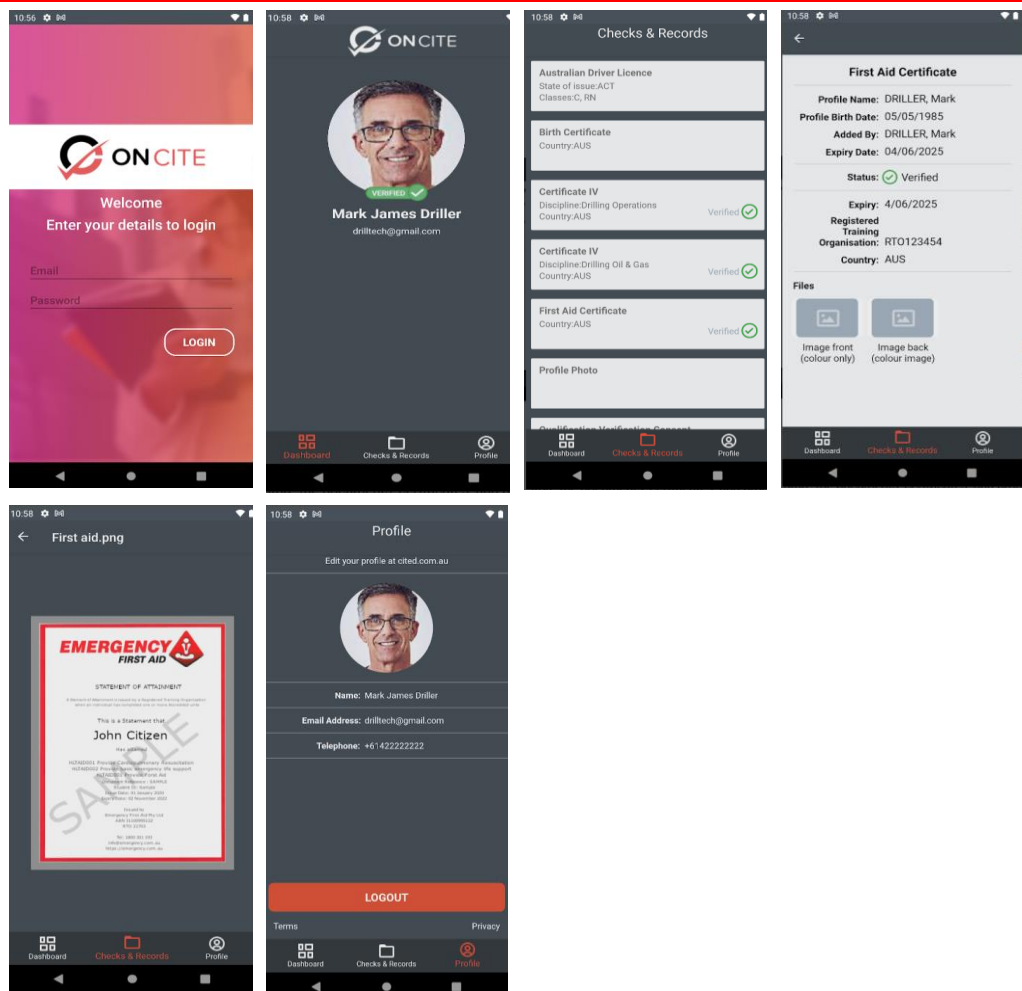 10:56
ON CITE
Welcome
Enter your details to login
Email
Password
LOGIN
10:58
ON CITE
VERIFIED
Mark James Driller
drilltech@gmail.com
Dashboard
Checks & Records
Profile
10:58
Checks & Records
Australian Driver Licence
State of issue:ACT
Classes:C, RN
Birth Certificate
Country:AUS
Certificate IV
Discipline:Drilling Operations
Country:AUS
Verified
Certificate IV
Discipline:Drilling Oil & Gas
Country:AUS
Verified
First Aid Certificate
Country:AUS
Verified
Profile Photo
Qualification Verification Consent
Dashboard
Checks & Records
Profile
10:58
First Aid Certificate
Profile Name: DRILLER, Mark
Profile Birth Date: 05/05/1985
Added By: DRILLER, Mark
Expiry Date: 04/06/2025
Status: Verified
Expiry: 4/06/2025
Registered
Training
Organisation: RTO123454
Country: AUS
Files
Image front
(colour only)
Image back
(colour image)
Dashboard
Checks & Records
Profile
10:58
First aid.png
EMERGENCY
FIRST AID
STATEMENT OF ATTAINMENT
This is a Statement that
John Citizen
Has attained
SAMPLE
Dashboard
Checks & Records
Profile
10:58
Profile
Edit your profile at cited.com.au
Name: Mark James Driller
Email Address: drilltech@gmail.com
Telephone: +61422222222
LOGOUT
Terms
Privacy
Dashboard
Checks & Records
Profile